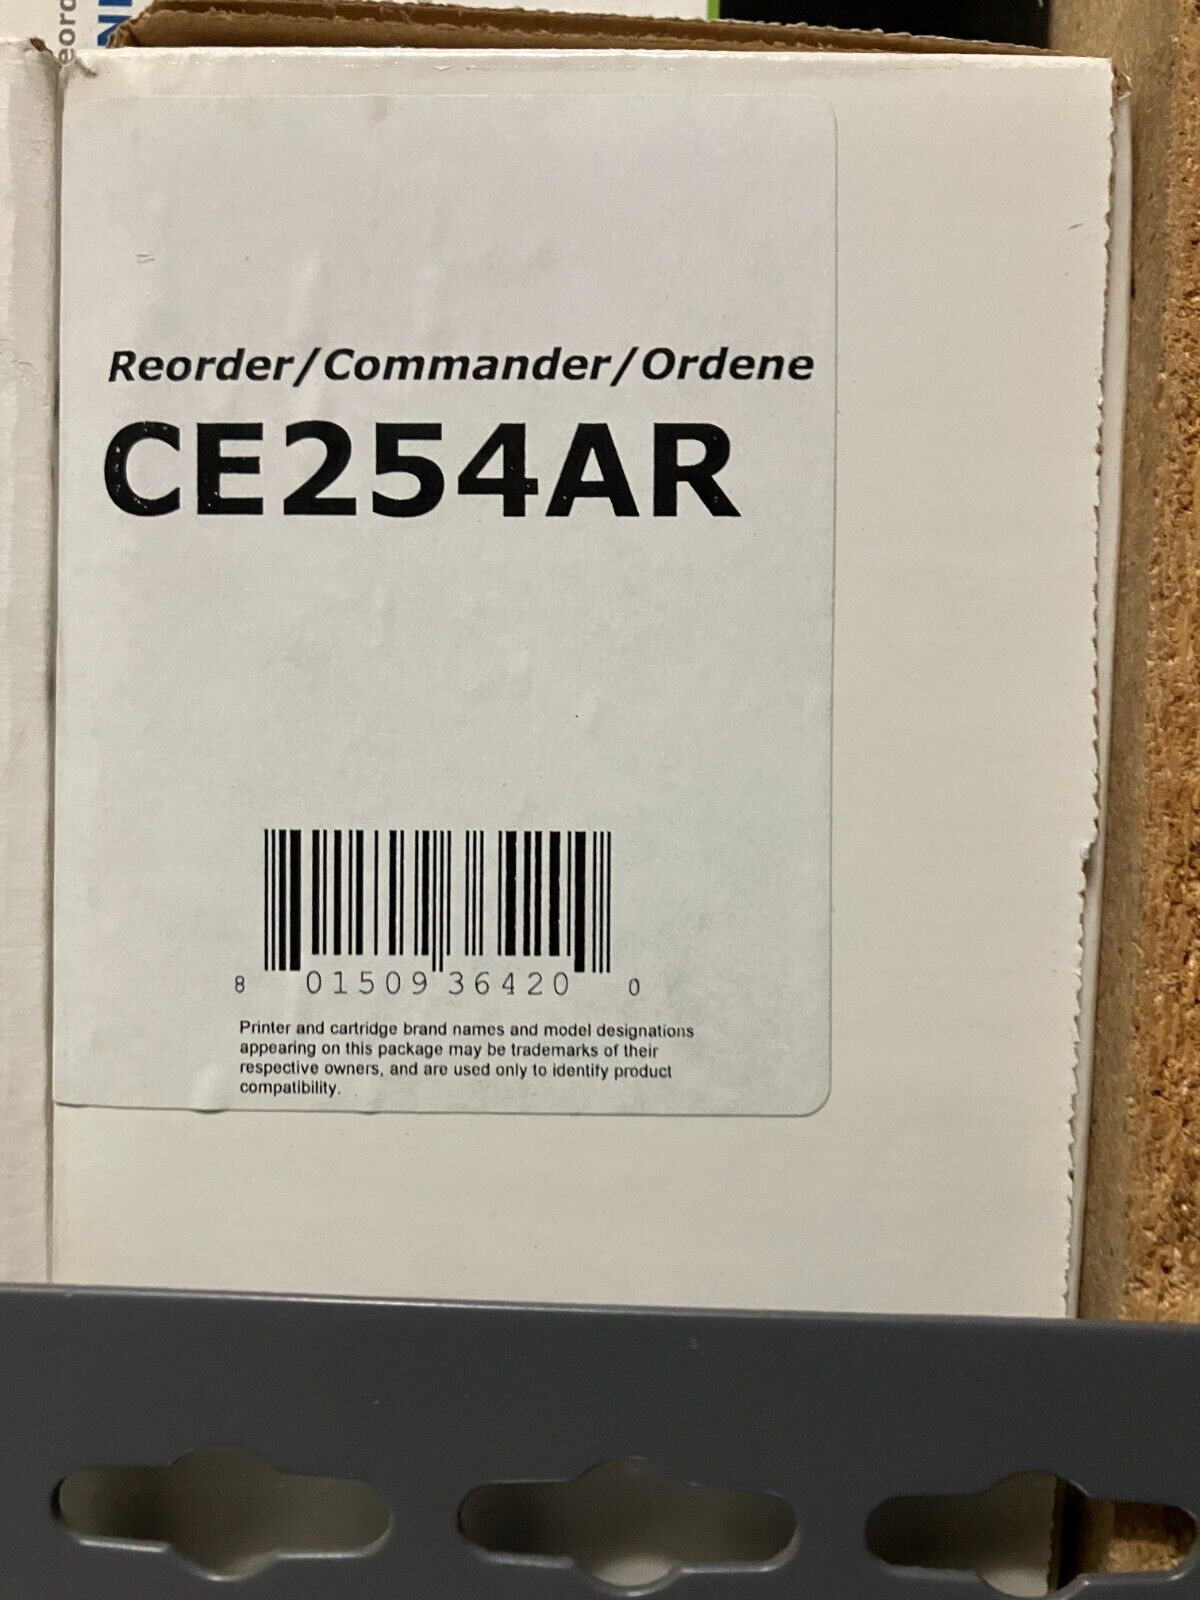 Reorder/Commander/Ordene
CE254AR
8 01509 36420 0
Printer and cartridge brand names and model designations
appearing on this package may be trademarks of their
respective owners, and are used only to identify product
compatibility.